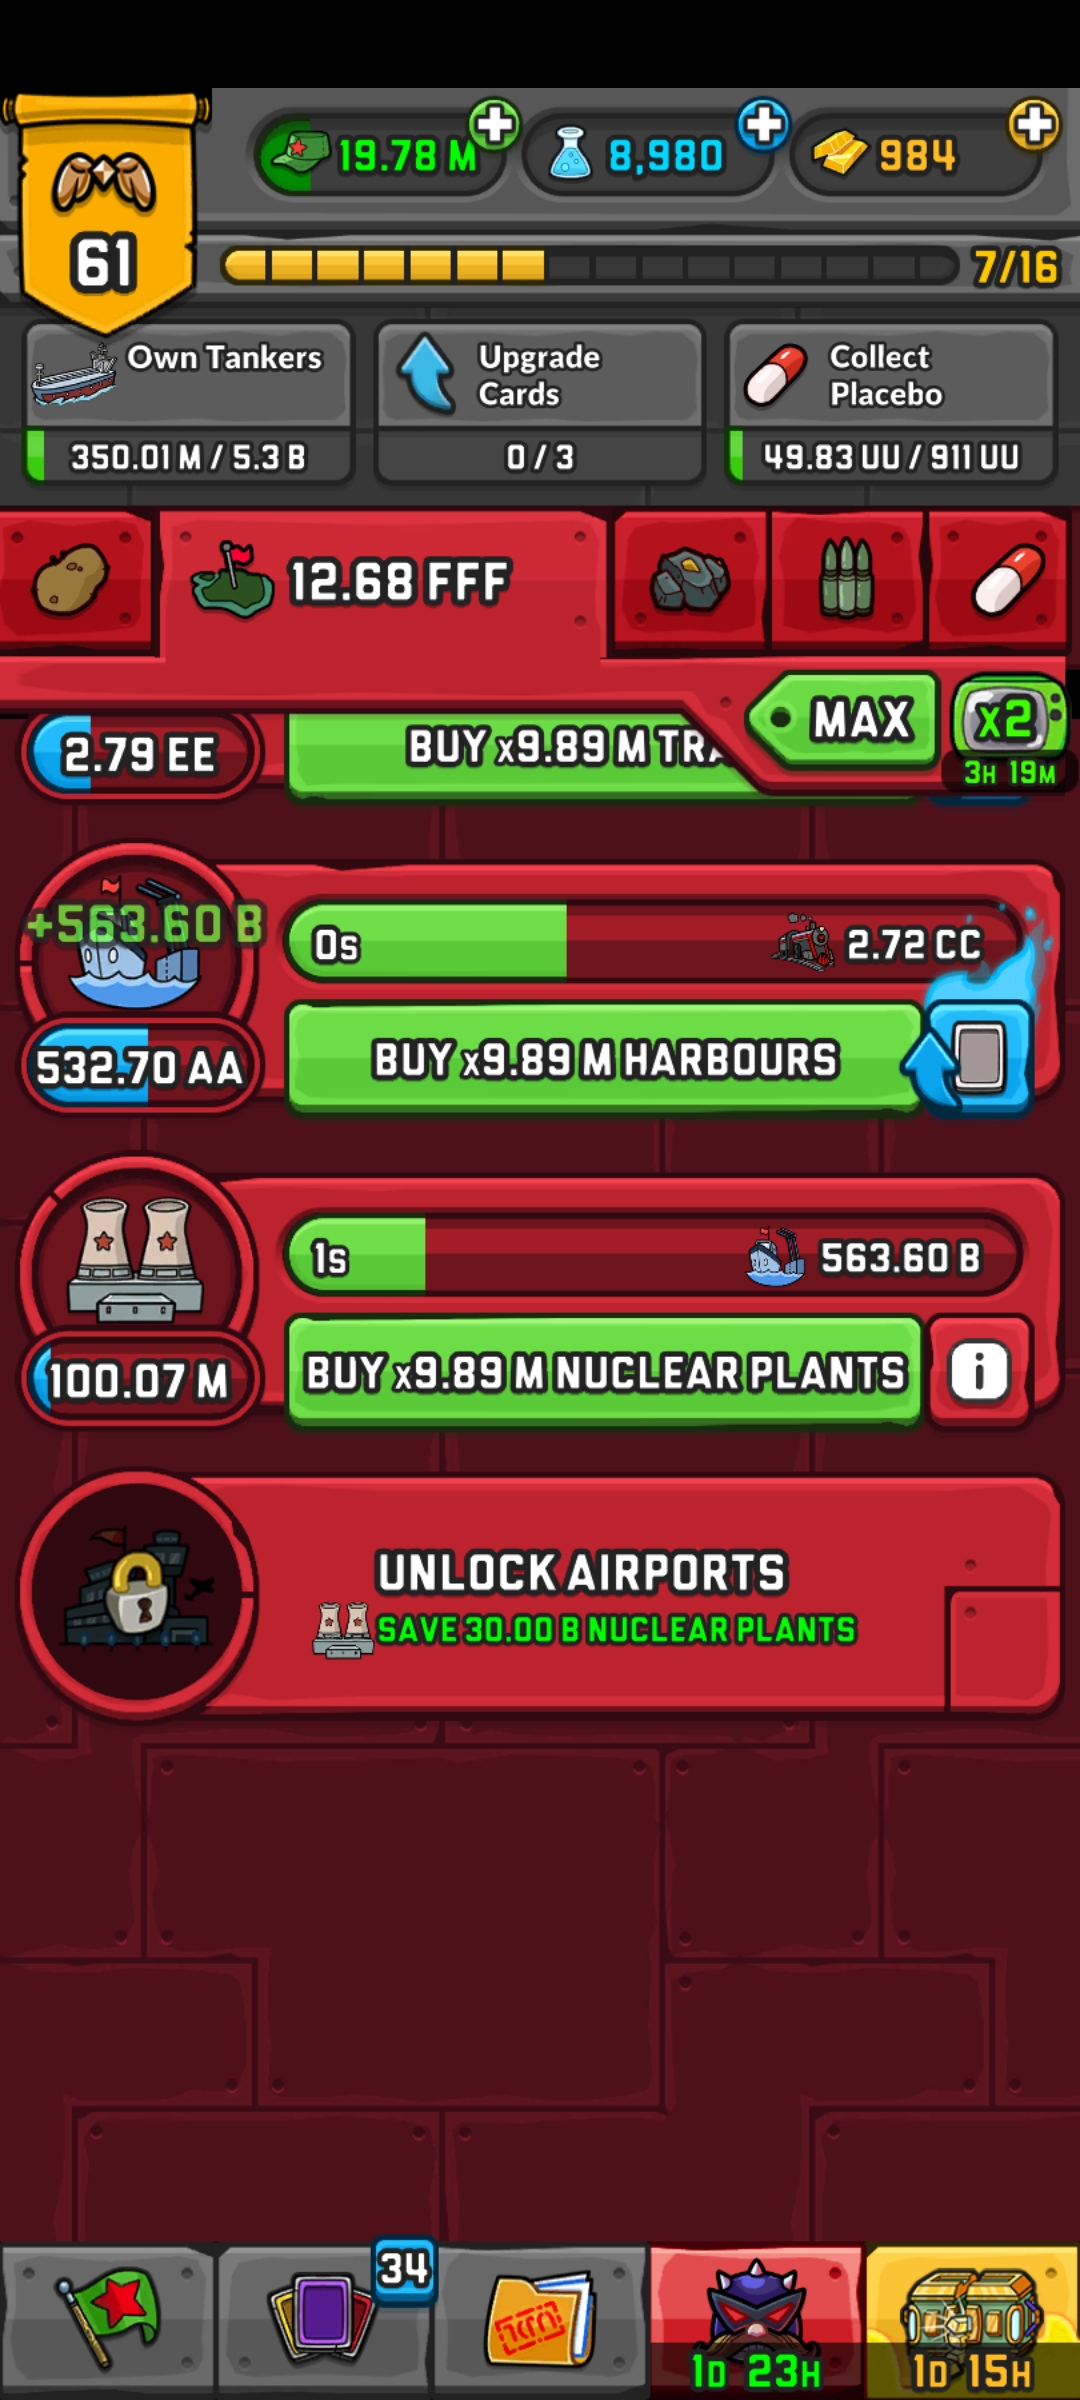 61
19.78 M
8,980
984
7/16
Own Tankers
350.01 M / 5.3 B
Upgrade
Cards
0 / 3
Collect
Placebo
49.83 UU / 911 UU
12.68 FFF
MAX
x2
3H 19M
2.79 EE
BUY x9.89 M TRA
+563.60 B
0s
2.72 CC
532.70 AA
BUY x9.89 M HARBOURS
1s
563.60 B
100.07 M
BUY x9.89 M NUCLEAR PLANTS
i
UNLOCK AIRPORTS
SAVE 30.00 B NUCLEAR PLANTS
34
1D 23H
1D 15H